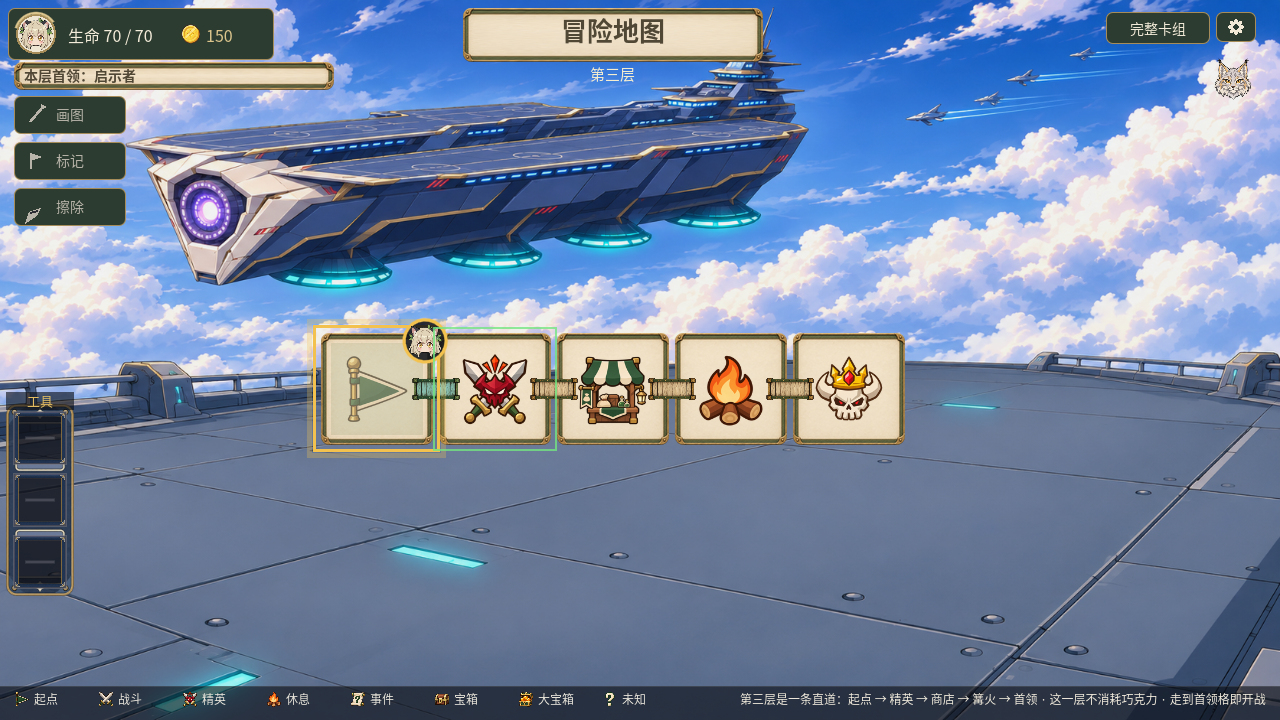 生命 70 / 70
150
冒险地图
完整卡组
本层首领：启示者
第三层
画图
标记
擦除
工具
起点
战斗
精英
休息
事件
宝箱
大宝箱
? 未知
第三层是一条直道：起点 → 精英 → 商店 → 篝火 → 首领 · 这一层不消耗巧克力 · 走到首领格即开战